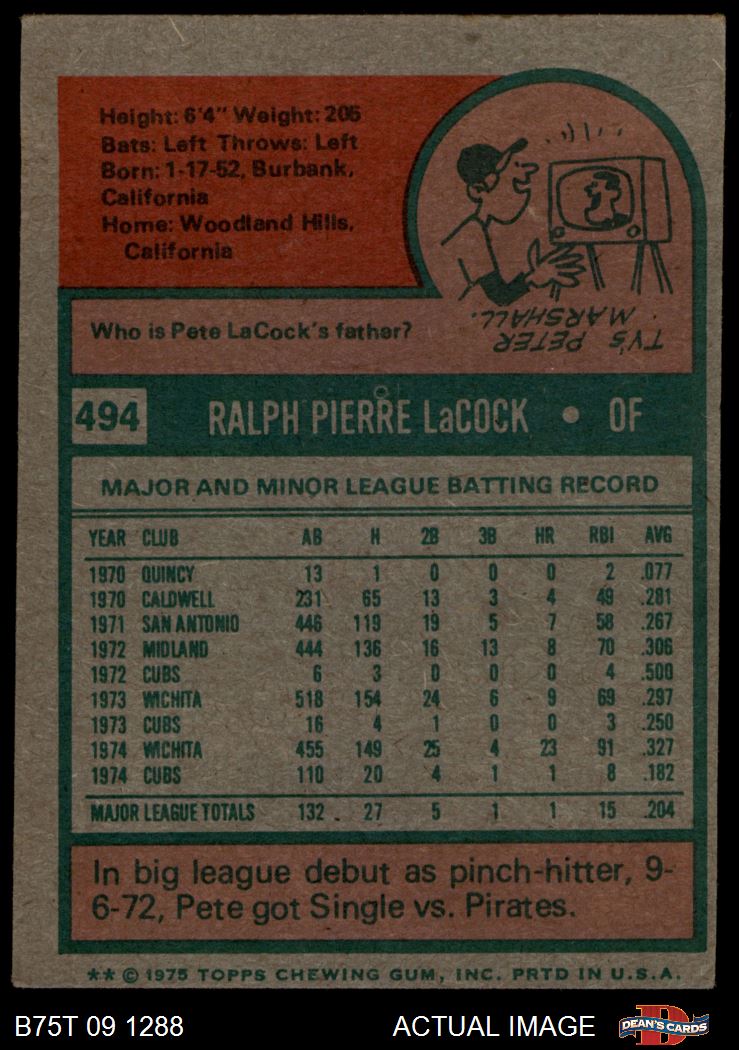 Height: 6'4" Weight: 205
Bats: Left Throws: Left
Born: 1-17-52, Burbank,
California
Home: Woodland Hills,
California
Who is Pete LaCock's father?
TV'S PETER
MARSHALL.
494 RALPH PIERRE LaCOCK • OF
MAJOR AND MINOR LEAGUE BATTING RECORD
YEAR CLUB AB H 2B 3B HR RBI AVG
1970 QUINCY 13 1 0 0 0 2 .077
1970 CALDWELL 231 65 13 3 4 49 .281
1971 SAN ANTONIO 446 119 19 5 7 58 .267
1972 MIDLAND 444 136 16 13 8 70 .306
1972 CUBS 6 3 0 0 0 4 .500
1973 WICHITA 518 154 24 6 9 69 .297
1973 CUBS 16 4 1 0 0 3 .250
1974 WICHITA 455 149 25 4 23 91 .327
1974 CUBS 110 20 4 1 1 8 .182
MAJOR LEAGUE TOTALS 132 27 5 1 1 15 .204
In big league debut as pinch-hitter, 9-
6-72, Pete got Single vs. Pirates.
** © 1975 TOPPS CHEWING GUM, INC. PRTD IN U.S.A.
B75T 09 1288 ACTUAL IMAGE D DEAN'S CARDS